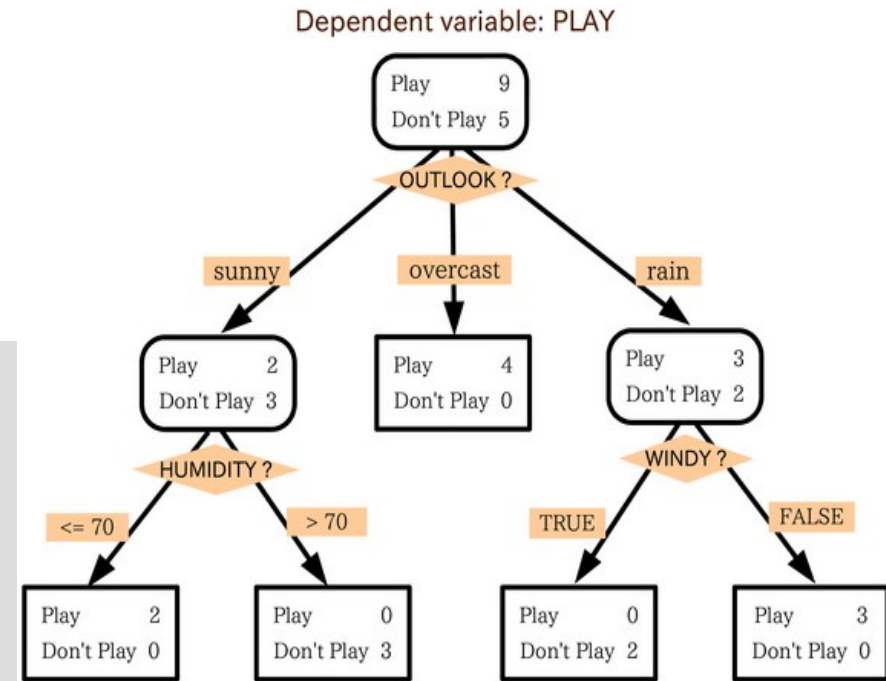 Dependent variable: PLAY
Play 9
Don't Play 5
OUTLOOK ?
sunny
overcast
rain
Play 2
Don't Play 3
Play 4
Don't Play 0
Play 3
Don't Play 2
HUMIDITY ?
WINDY ?
<= 70
> 70
TRUE
FALSE
Play 2
Don't Play 0
Play 0
Don't Play 3
Play 0
Don't Play 2
Play 3
Don't Play 0